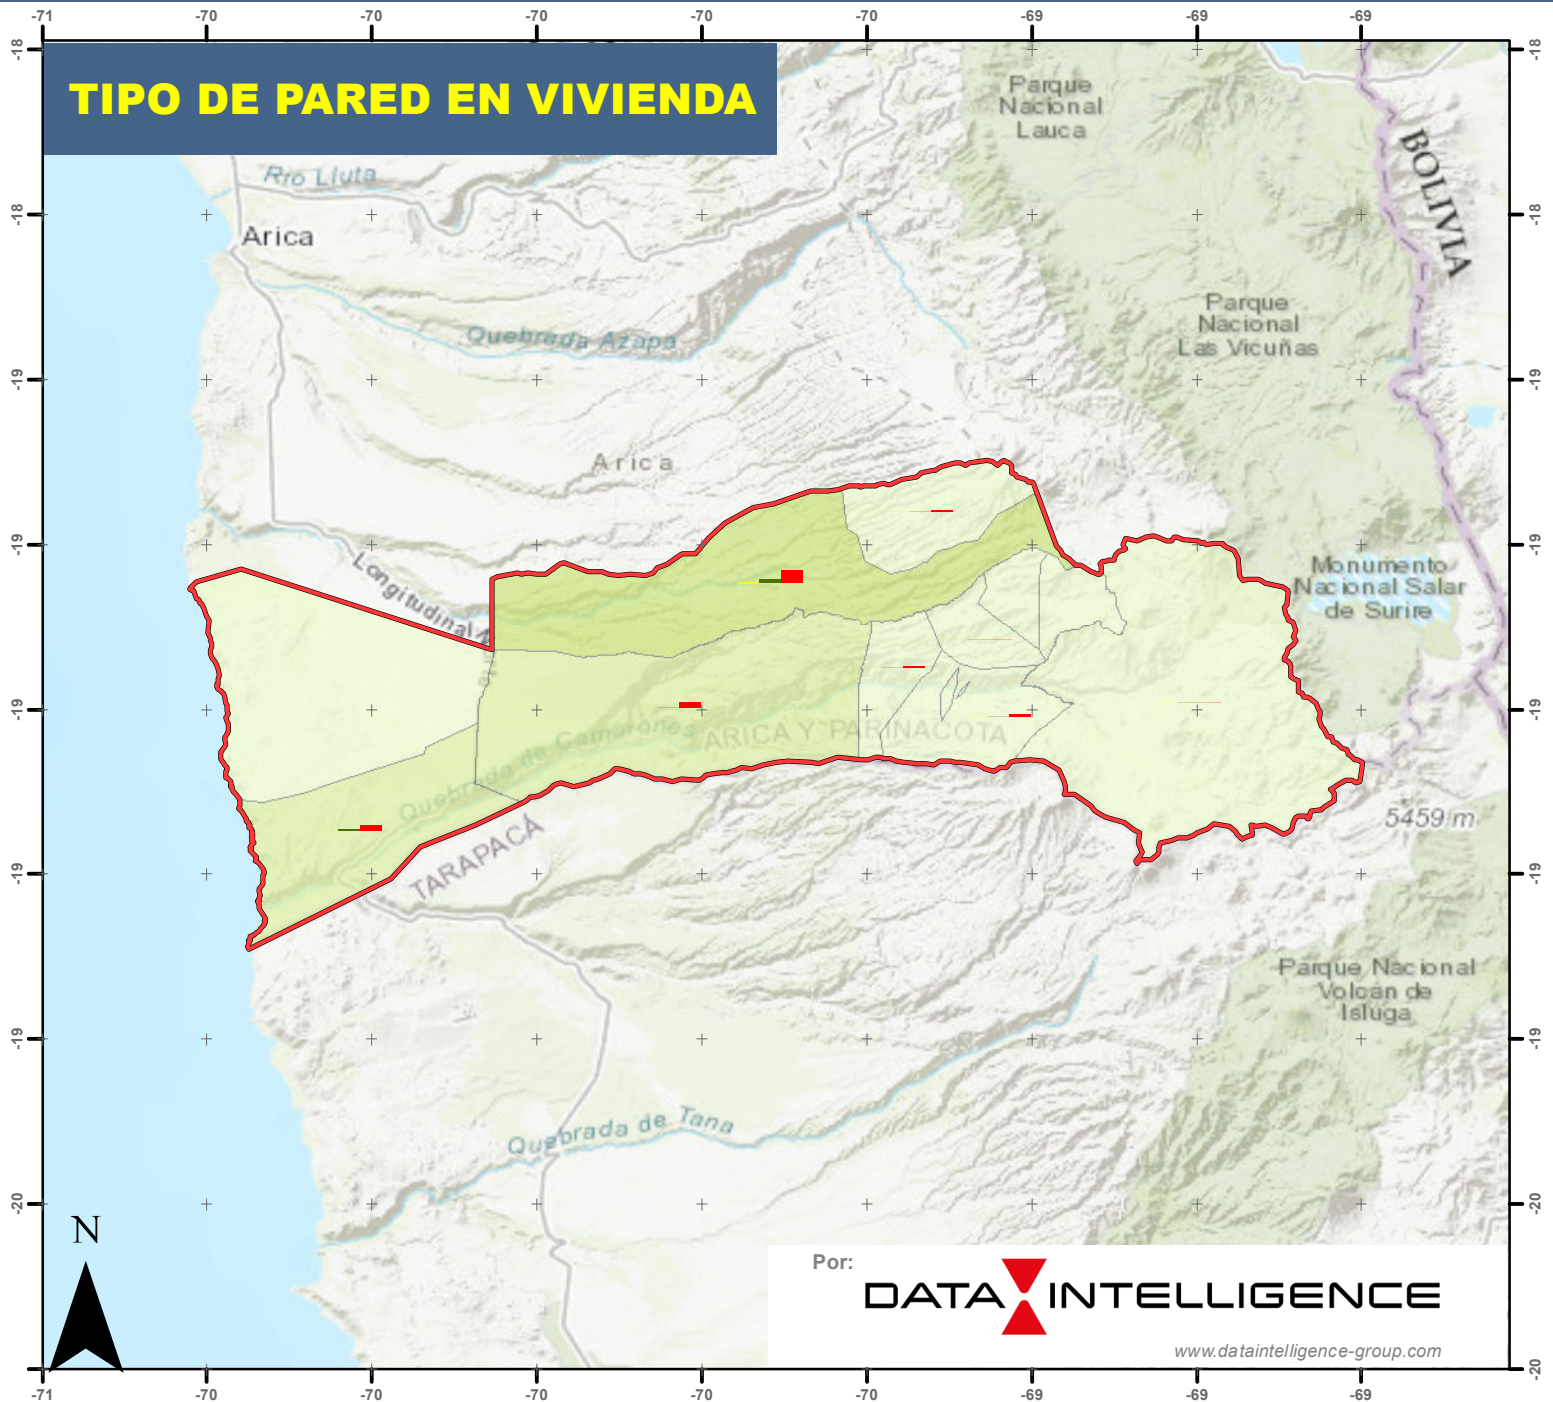 -71 -70 -70 -70 -70 -70 -69 -69 -69
TIPO DE PARED EN VIVIENDA
Parque
Nacional
Lauca
BOLIVIA
Río Lluta
Arica
Parque
Nacional
Las Vicuñas
Quebrada Azapa
Arica
Longitudinal
Monumento
Nacional Salar
de Surire
Quebrada de Camarones
ARICA Y PARINACOTA
TARAPACÁ
5459 m
Parque Nacional
Volcán de
Isluga
Quebrada de Tana
N
Por:
DATA INTELLIGENCE
www.dataintelligence-group.com
-18
-18
-19
-19
-19
-19
-19
-20
-18
-18
-19
-19
-19
-19
-19
-20
-20
-71 -70 -70 -70 -70 -70 -69 -69 -69